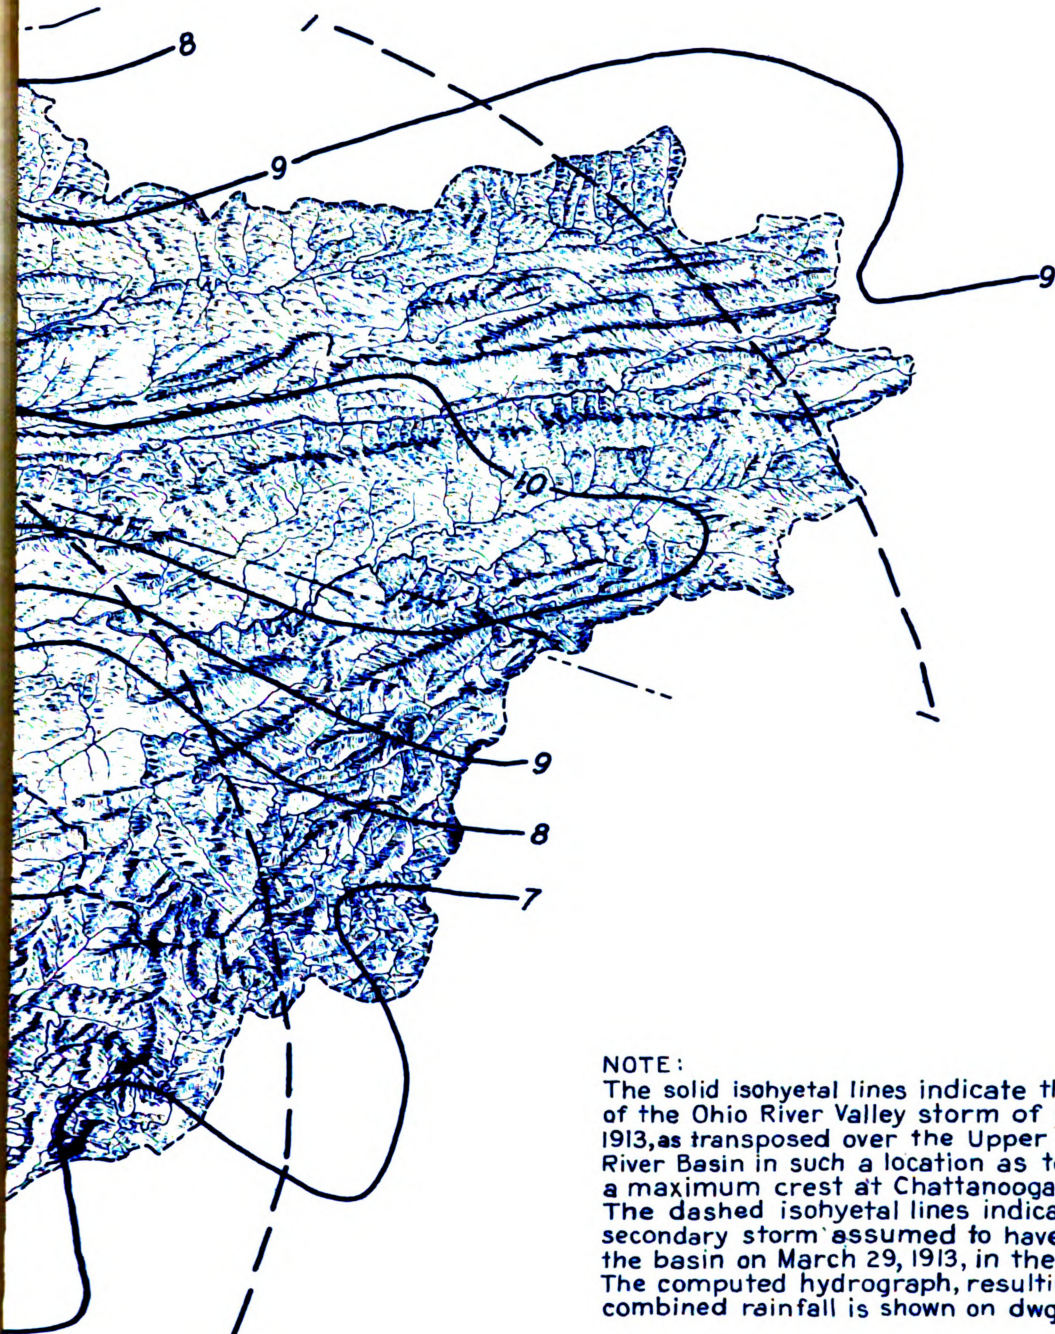 8
9
9
10
9
8
7
NOTE:
The solid isohyetal lines indicate
of the Ohio River Valley storm of
1913, as transposed over the Upper
River Basin in such a location as
a maximum crest at Chattanooga
The dashed isohyetal lines
secondary storm assumed to have
the basin on March 29, 1913, in the
The computed hydrograph,
combined rainfall is shown on dwg